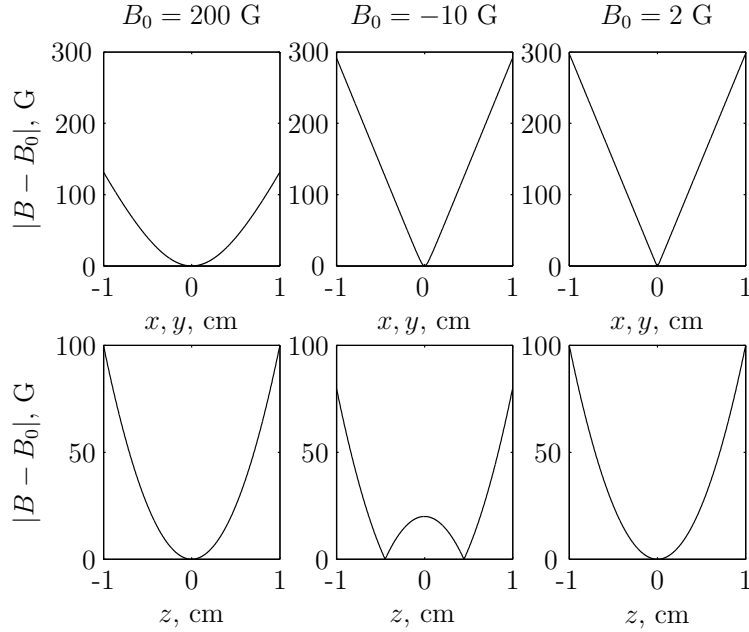 $B_0 = 200$ G $B_0 = -10$ G $B_0 = 2$ G
$|B - B_0|$, G
300 300 300
200 200 200
100 100 100
0 0 0
-1 0 1 -1 0 1 -1 0 1
$x, y$, cm $x, y$, cm $x, y$, cm
$|B - B_0|$, G
100 100 100
50 50 50
0 0 0
-1 0 1 -1 0 1 -1 0 1
$z$, cm $z$, cm $z$, cm